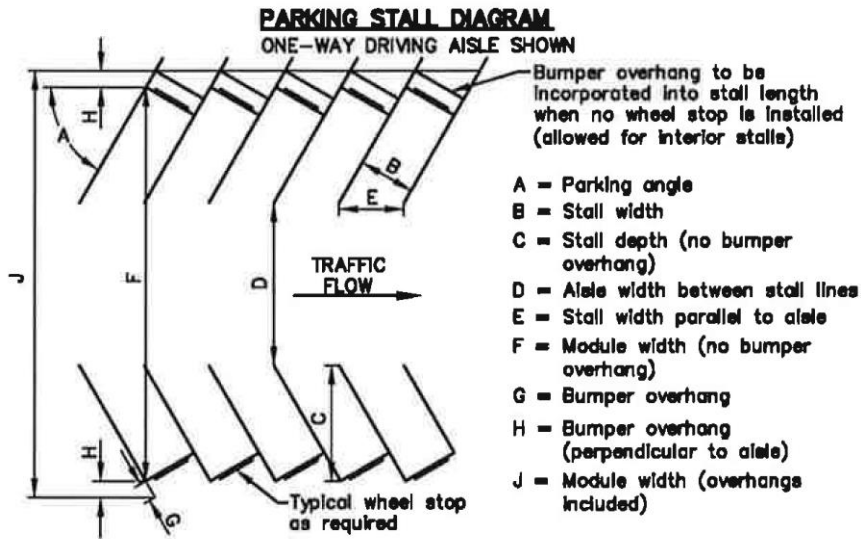 PARKING STALL DIAGRAM
ONE-WAY DRIVING AISLE SHOWN
Bumper overhang to be
incorporated into stall length
when no wheel stop is installed
(allowed for interior stalls)
H
A
B
E
J
F
D
TRAFFIC
FLOW
C
H
G
Typical wheel stop
as required
A = Parking angle
B = Stall width
C = Stall depth (no bumper
overhang)
D = Aisle width between stall lines
E = Stall width parallel to aisle
F = Module width (no bumper
overhang)
G = Bumper overhang
H = Bumper overhang
(perpendicular to aisle)
J = Module width (overhangs
included)